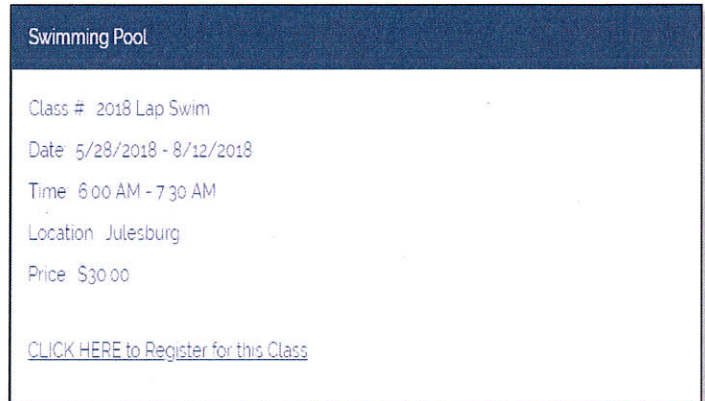 Swimming Pool
Class # 2018 Lap Swim
Date: 5/28/2018 - 8/12/2018
Time: 6:00 AM - 7:30 AM
Location: Julesburg
Price: $30.00
CLICK HERE to Register for this Class